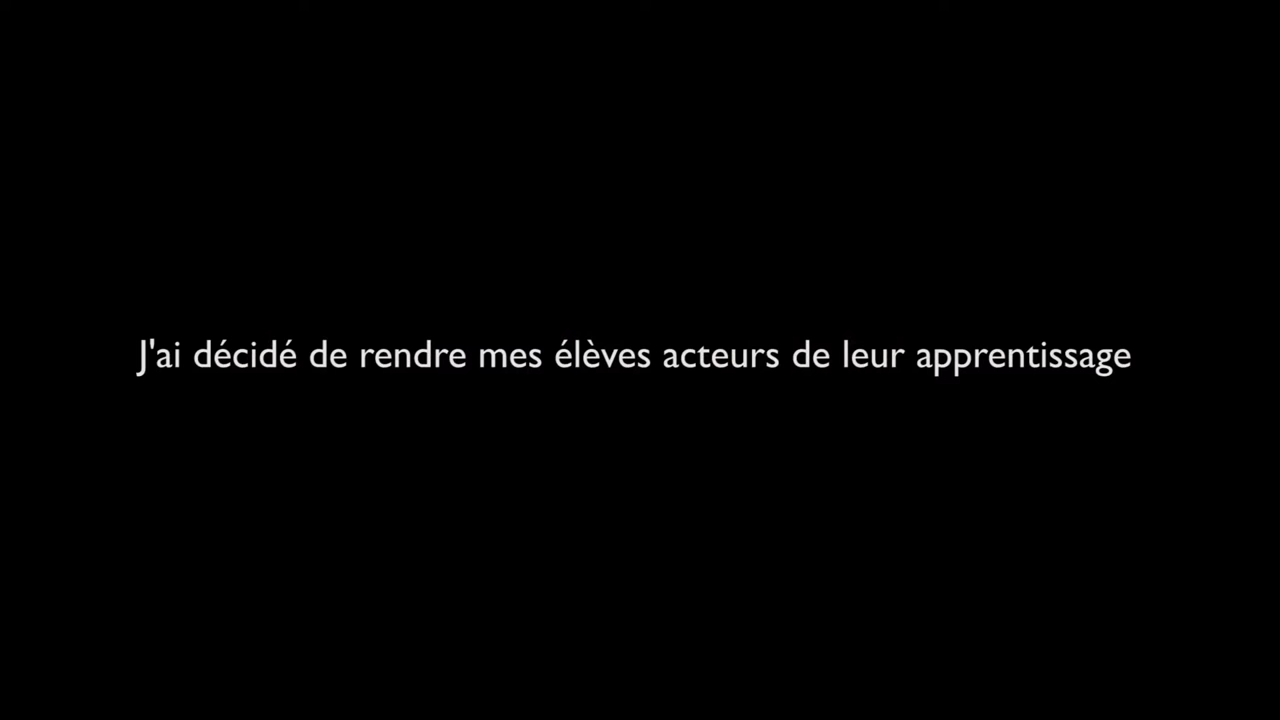 J'ai décidé de rendre mes élèves acteurs de leur apprentissage